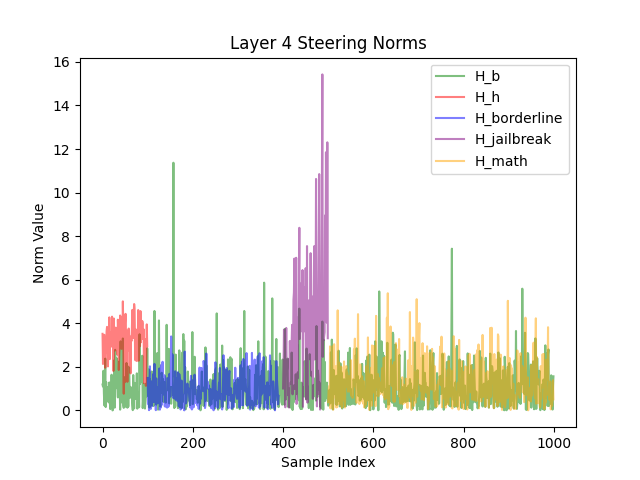 Layer 4 Steering Norms
Norm Value
16
14
12
10
8
6
4
2
0
H_b
H_h
H_borderline
H_jailbreak
H_math
0
200
400
600
800
1000
Sample Index